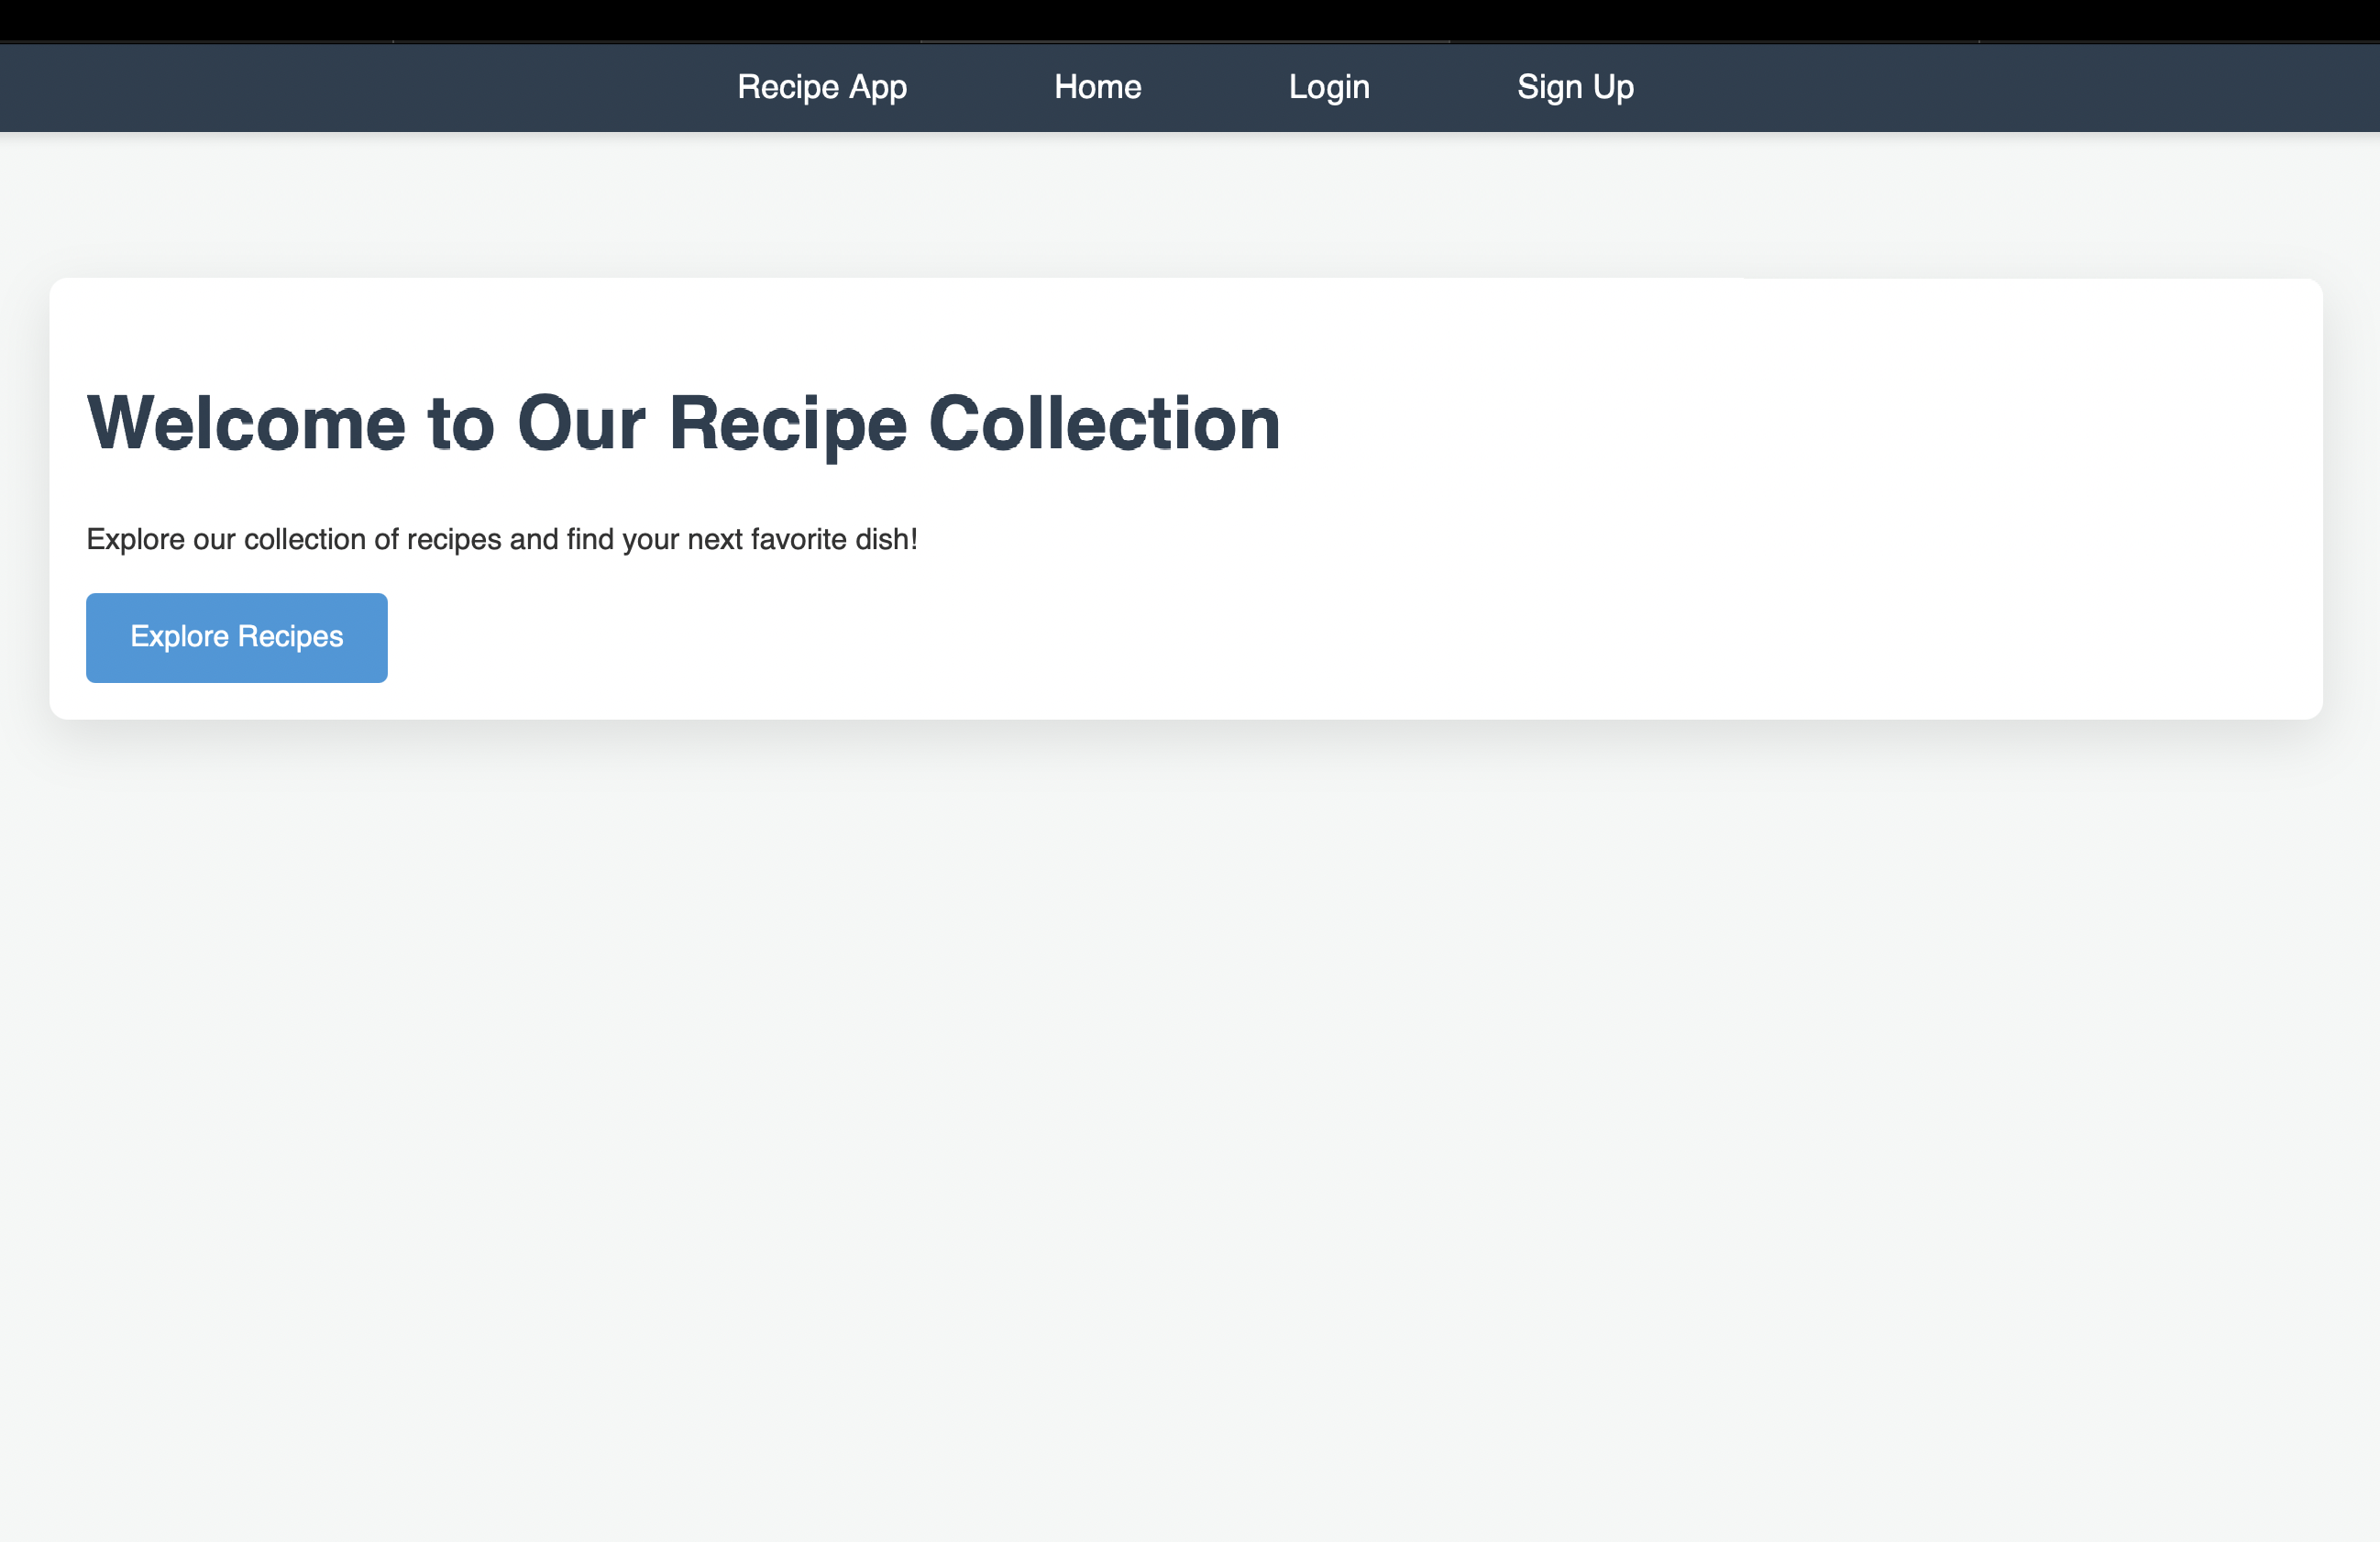 Recipe App Home Login Sign Up
Welcome to Our Recipe Collection
Explore our collection of recipes and find your next favorite dish!
Explore Recipes